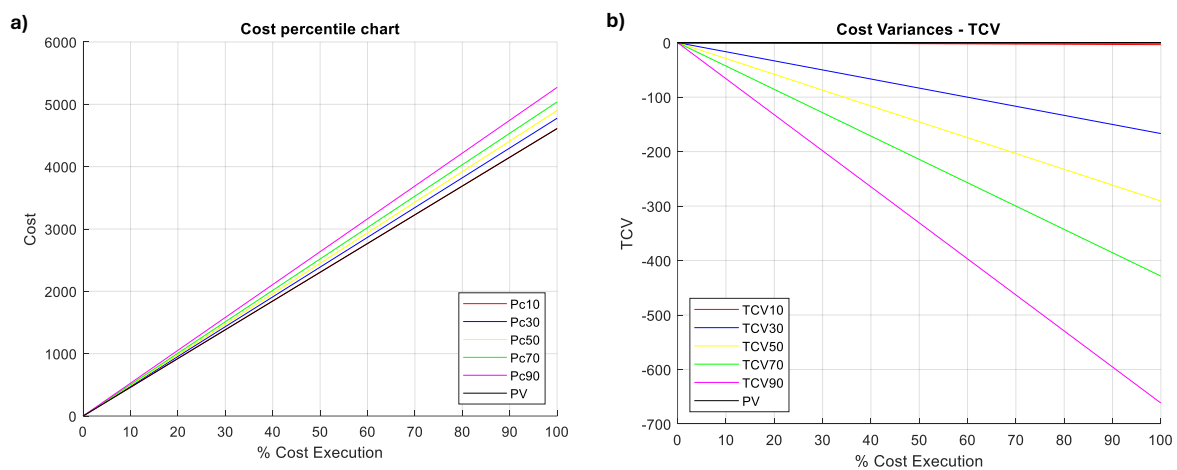 a)
Cost percentile chart
6000
5000
4000
3000
2000
1000
0
Cost
0 10 20 30 40 50 60 70 80 90 100
% Cost Execution
Pc10
Pc30
Pc50
Pc70
Pc90
PV
b)
Cost Variances - TCV
0
-100
-200
-300
-400
-500
-600
-700
TCV
0 10 20 30 40 50 60 70 80 90 100
% Cost Execution
TCV10
TCV30
TCV50
TCV70
TCV90
PV